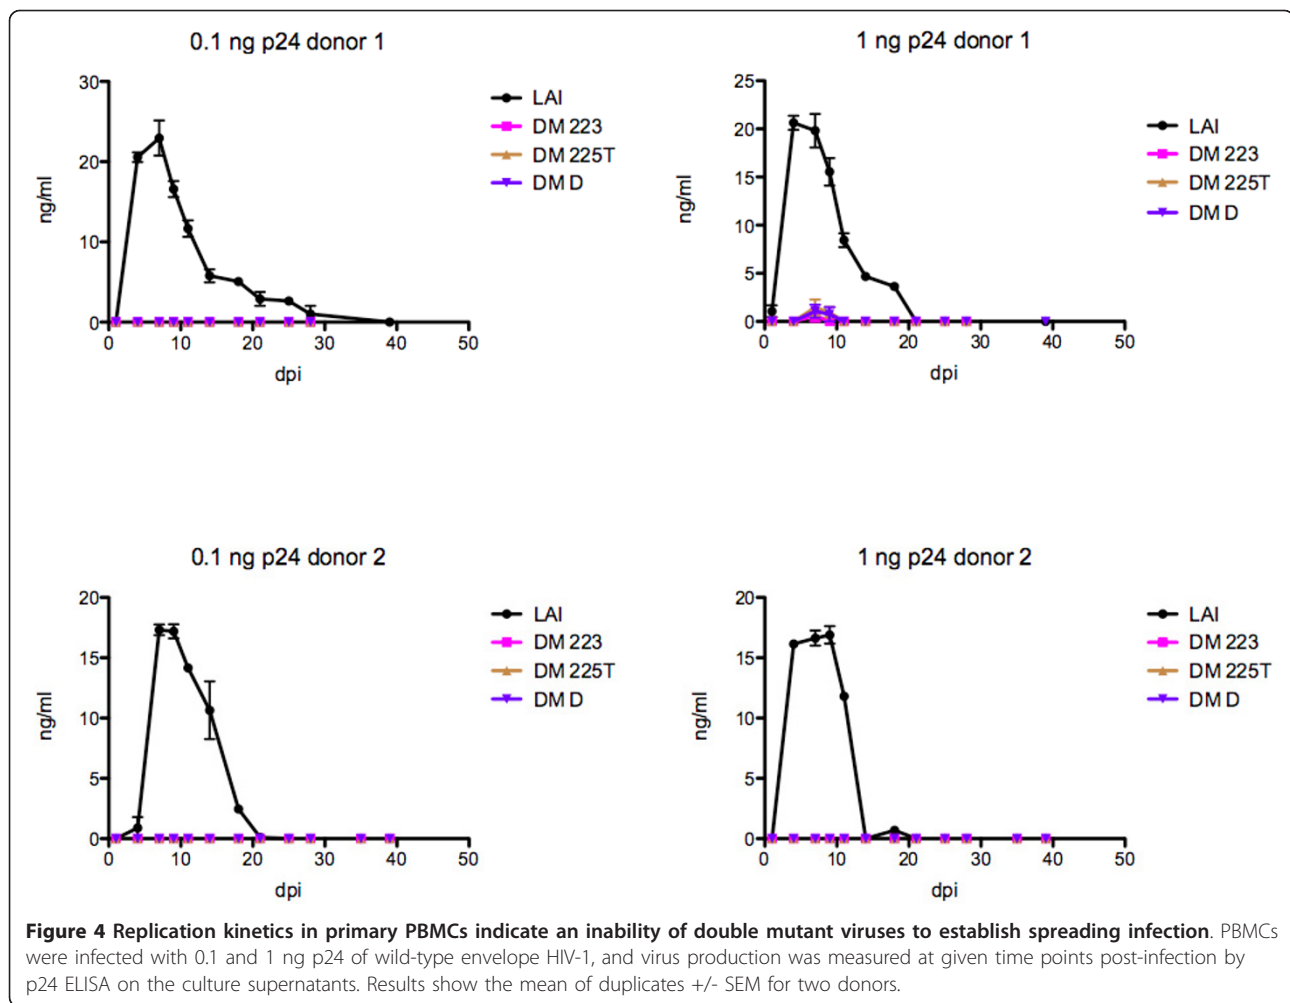 0.1 ng p24 donor 1
30
20
10
0
ng/ml
0 10 20 30 40 50
dpi
LAI
DM 223
DM 225T
DM D
1 ng p24 donor 1
25
20
15
10
5
0
ng/ml
0 10 20 30 40 50
dpi
LAI
DM 223
DM 225T
DM D
0.1 ng p24 donor 2
20
15
10
5
0
ng/ml
0 10 20 30 40 50
dpi
LAI
DM 223
DM 225T
DM D
1 ng p24 donor 2
20
15
10
5
0
ng/ml
0 10 20 30 40 50
dpi
LAI
DM 223
DM 225T
DM D
Figure 4 Replication kinetics in primary PBMCs indicate an inability of double mutant viruses to establish spreading infection. PBMCs
were infected with 0.1 and 1 ng p24 of wild-type envelope HIV-1, and virus production was measured at given time points post-infection by
p24 ELISA on the culture supernatants. Results show the mean of duplicates +/- SEM for two donors.